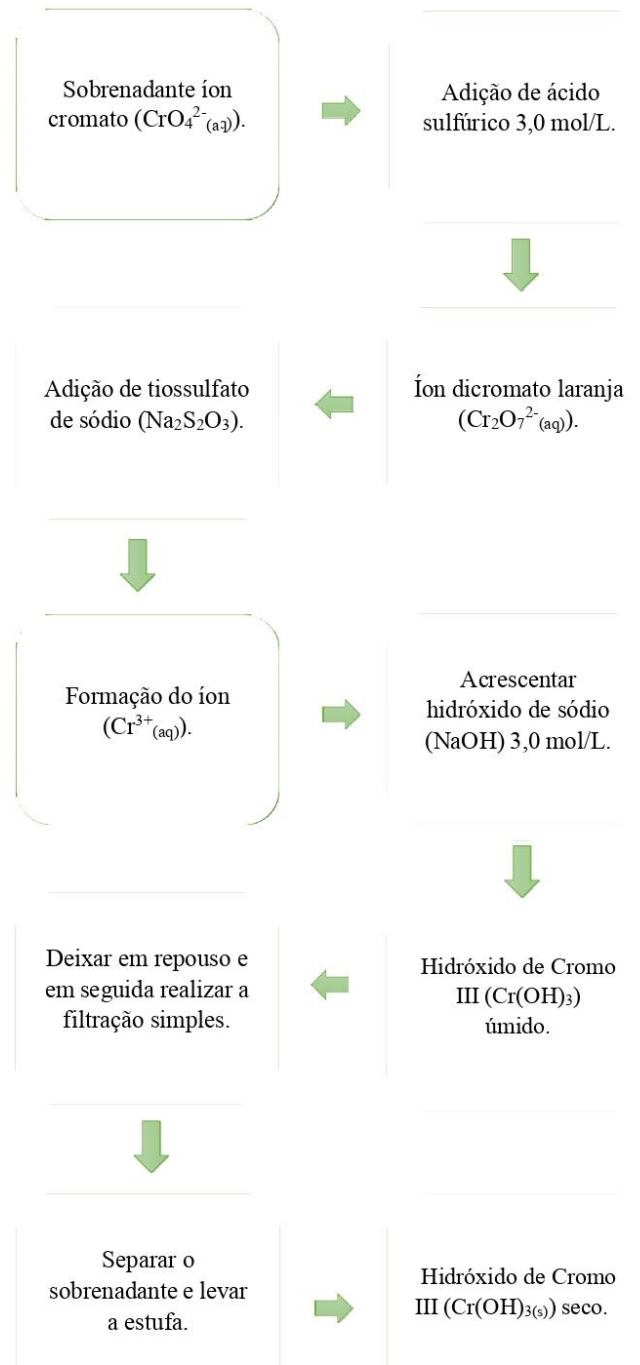 Sobrenadante íon
cromato (CrO₄²⁻₍aq₎).
Adição de ácido
sulfúrico 3,0 mol/L.
Íon dicromato laranja
(Cr₂O₇²⁻₍aq₎).
Adição de tiossulfato
de sódio (Na₂S₂O₃).
Formação do íon
(Cr³⁺₍aq₎).
Acrescentar
hidróxido de sódio
(NaOH) 3,0 mol/L.
Hidróxido de Cromo
III (Cr(OH)₃)
úmido.
Deixar em repouso e
em seguida realizar a
filtração simples.
Separar o
sobrenadante e levar
a estufa.
Hidróxido de Cromo
III (Cr(OH)₃₍s₎) seco.